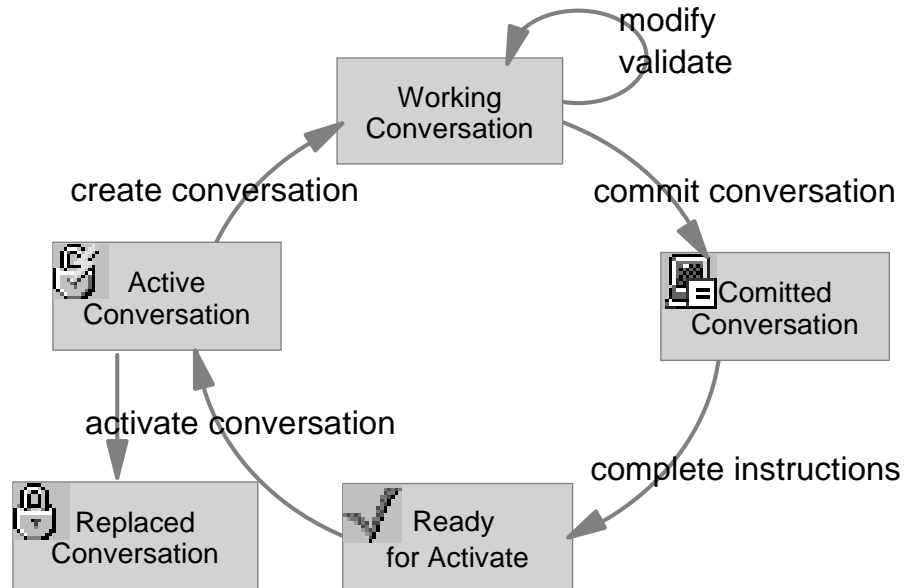 modify
validate
Working
Conversation
create conversation
commit conversation
Active
Conversation
=
Comitted
Conversation
activate conversation
complete instructions
Replaced
Conversation
Ready
for Activate